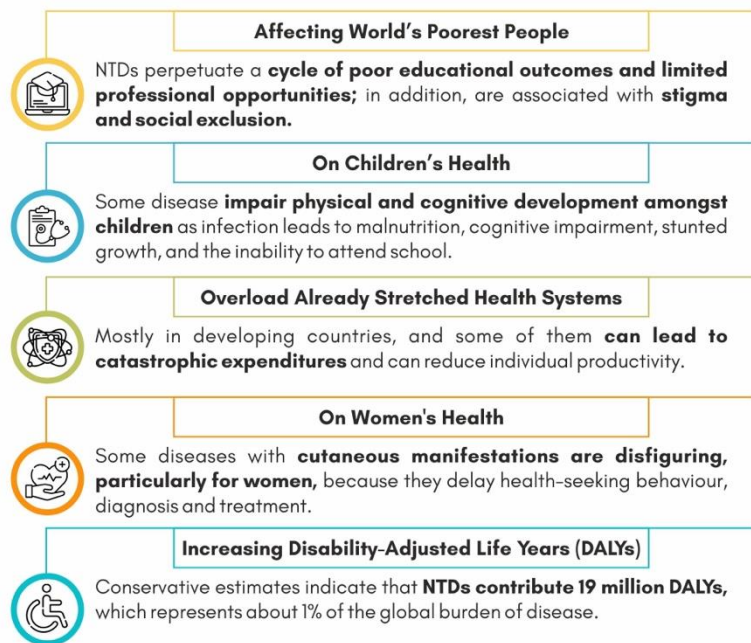 Affecting World's Poorest People
NTDs perpetuate a cycle of poor educational outcomes and limited
professional opportunities; in addition, are associated with stigma
and social exclusion.
On Children's Health
Some disease impair physical and cognitive development amongst
children as infection leads to malnutrition, cognitive impairment, stunted
growth, and the inability to attend school.
Overload Already Stretched Health Systems
Mostly in developing countries, and some of them can lead to
catastrophic expenditures and can reduce individual productivity.
On Women's Health
Some diseases with cutaneous manifestations are disfiguring,
particularly for women, because they delay health-seeking behaviour,
diagnosis and treatment.
Increasing Disability-Adjusted Life Years (DALYs)
Conservative estimates indicate that NTDs contribute 19 million DALYs,
which represents about 1% of the global burden of disease.